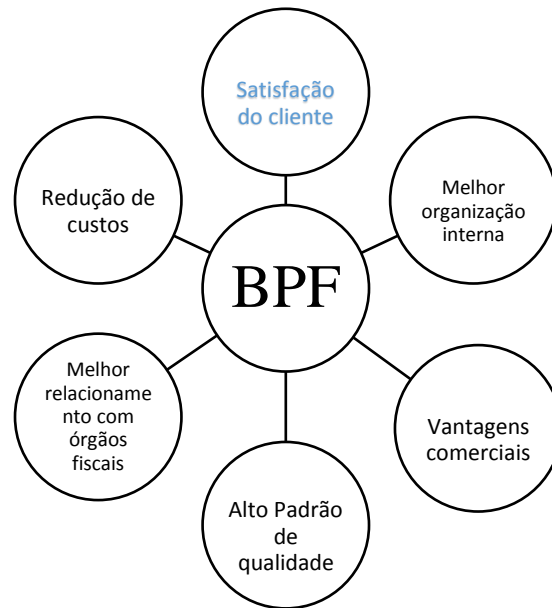 Satisfação
do cliente
Redução de
custos
Melhor
organização
interna
BPF
Melhor
relacioname
nto com
órgãos
fiscais
Vantagens
comerciais
Alto Padrão
de
qualidade